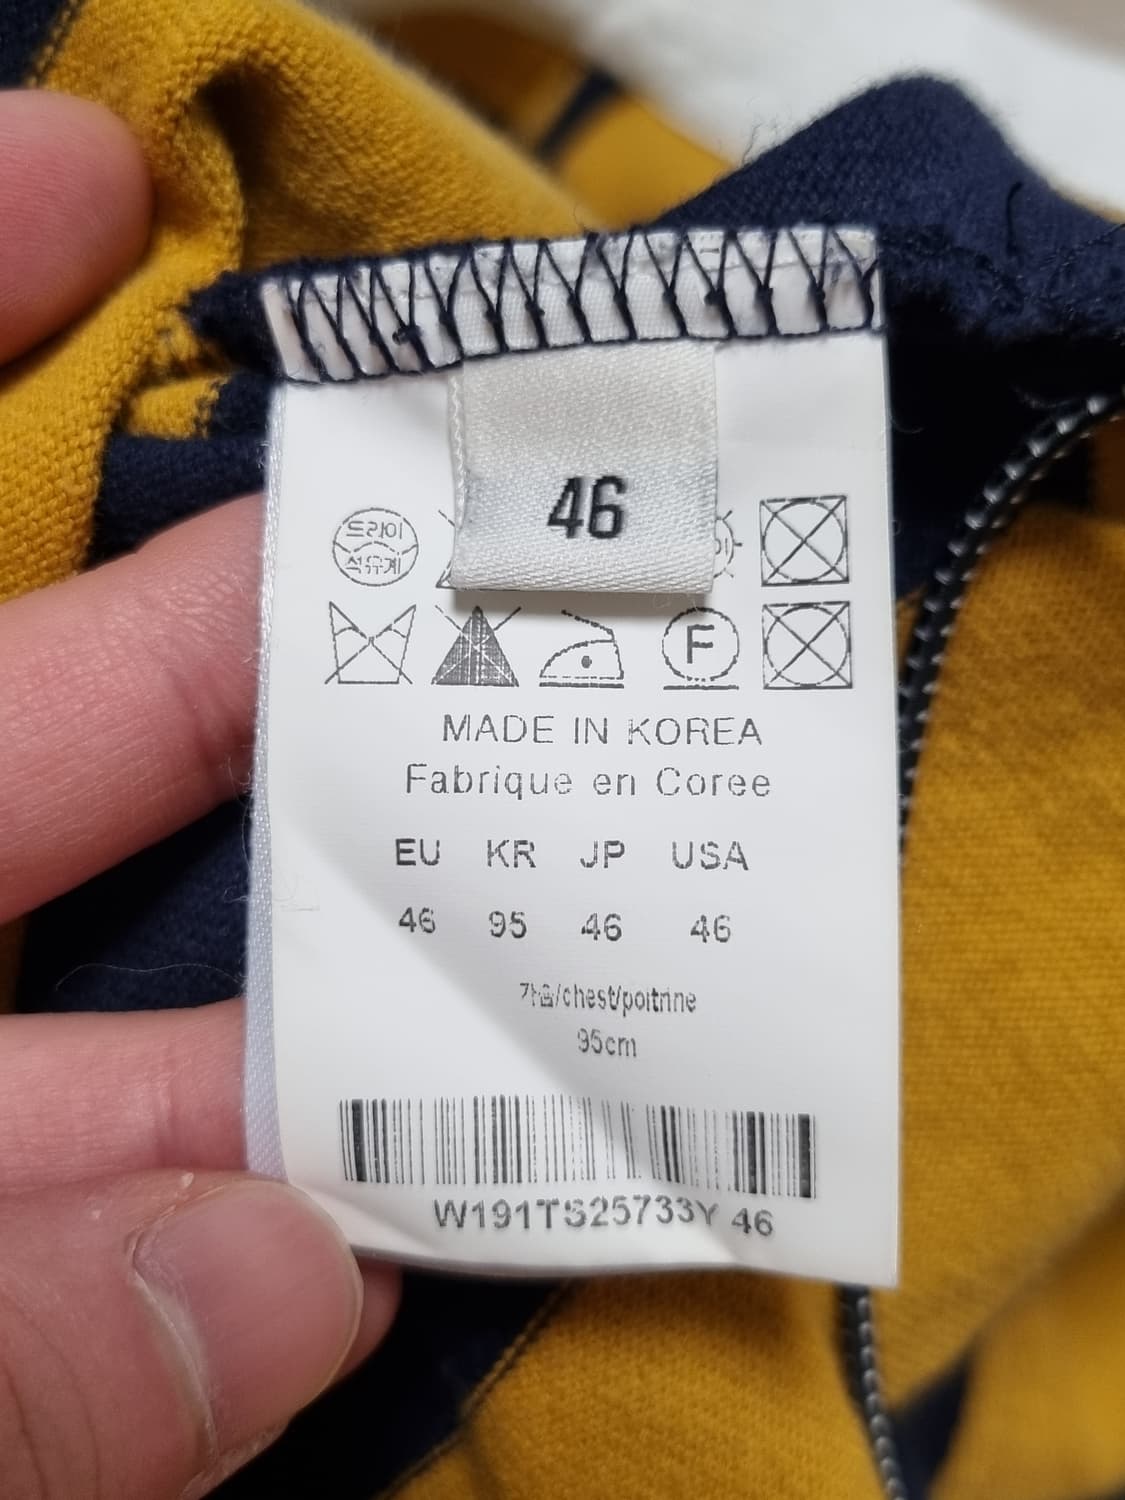 46
드라이
석유계
F
MADE IN KOREA
Fabrique en Coree
EU KR JP USA
46 95 46 46
가슴/chest/poitrine
95cm
W191TS25733Y 46